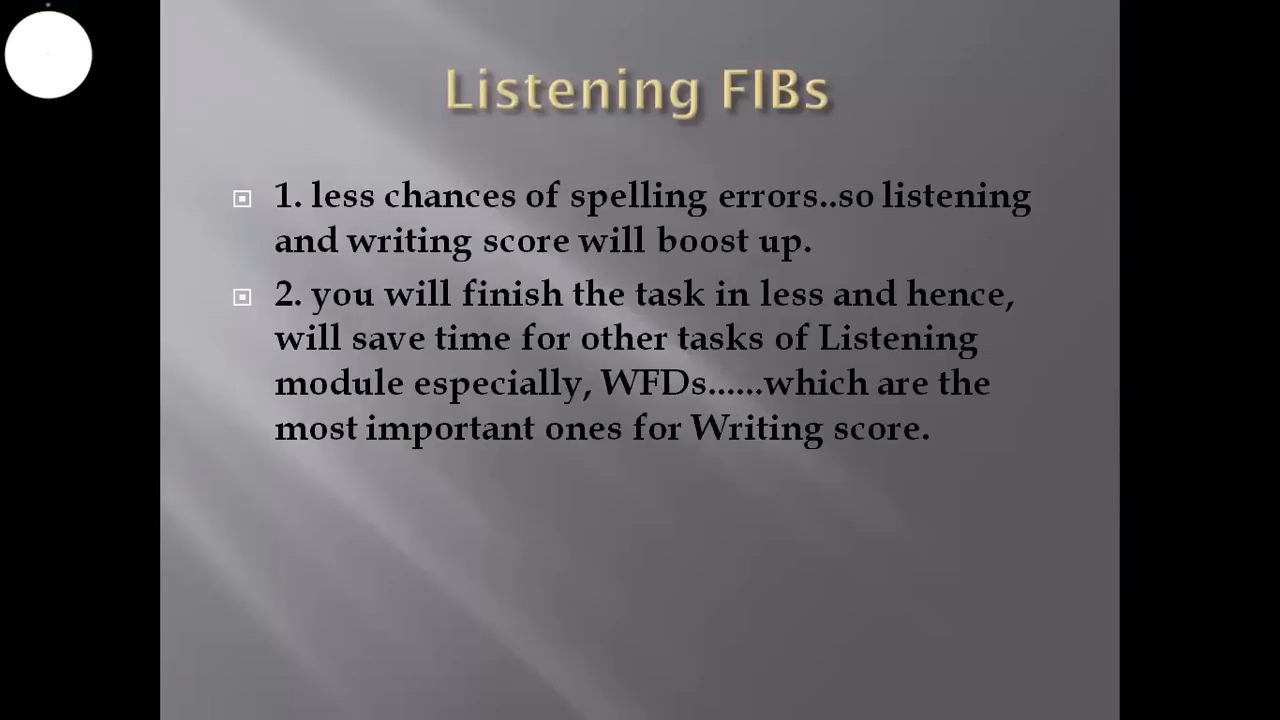 Listening FIBs
1. less chances of spelling errors..so listening
and writing score will boost up.
2. you will finish the task in less and hence,
will save time for other tasks of Listening
module especially, WFDs......which are the
most important ones for Writing score.